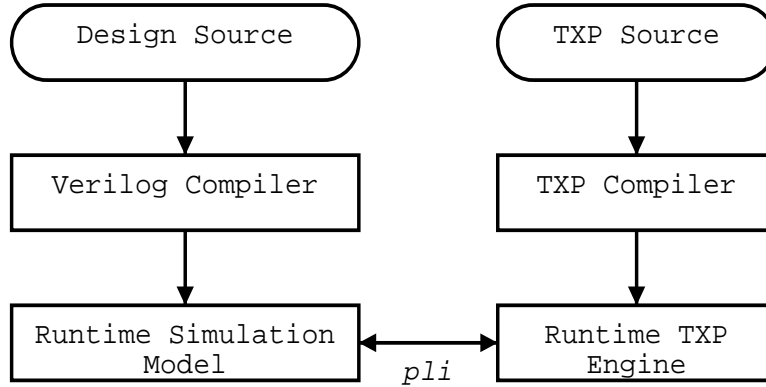 Design Source
TXP Source
Verilog Compiler
TXP Compiler
Runtime Simulation
Model
pli
Runtime TXP
Engine